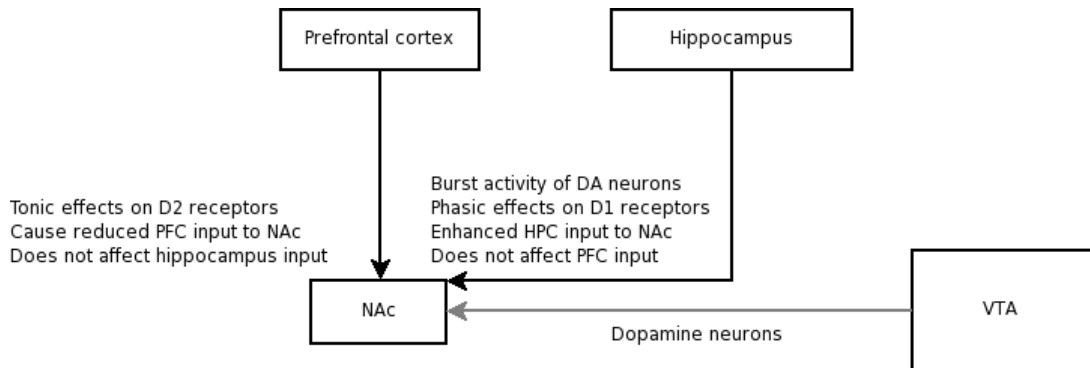 Prefrontal cortex
Hippocampus
Tonic effects on D2 receptors
Cause reduced PFC input to NAc
Does not affect hippocampus input
Burst activity of DA neurons
Phasic effects on D1 receptors
Enhanced HPC input to NAc
Does not affect PFC input
NAc
VTA
Dopamine neurons